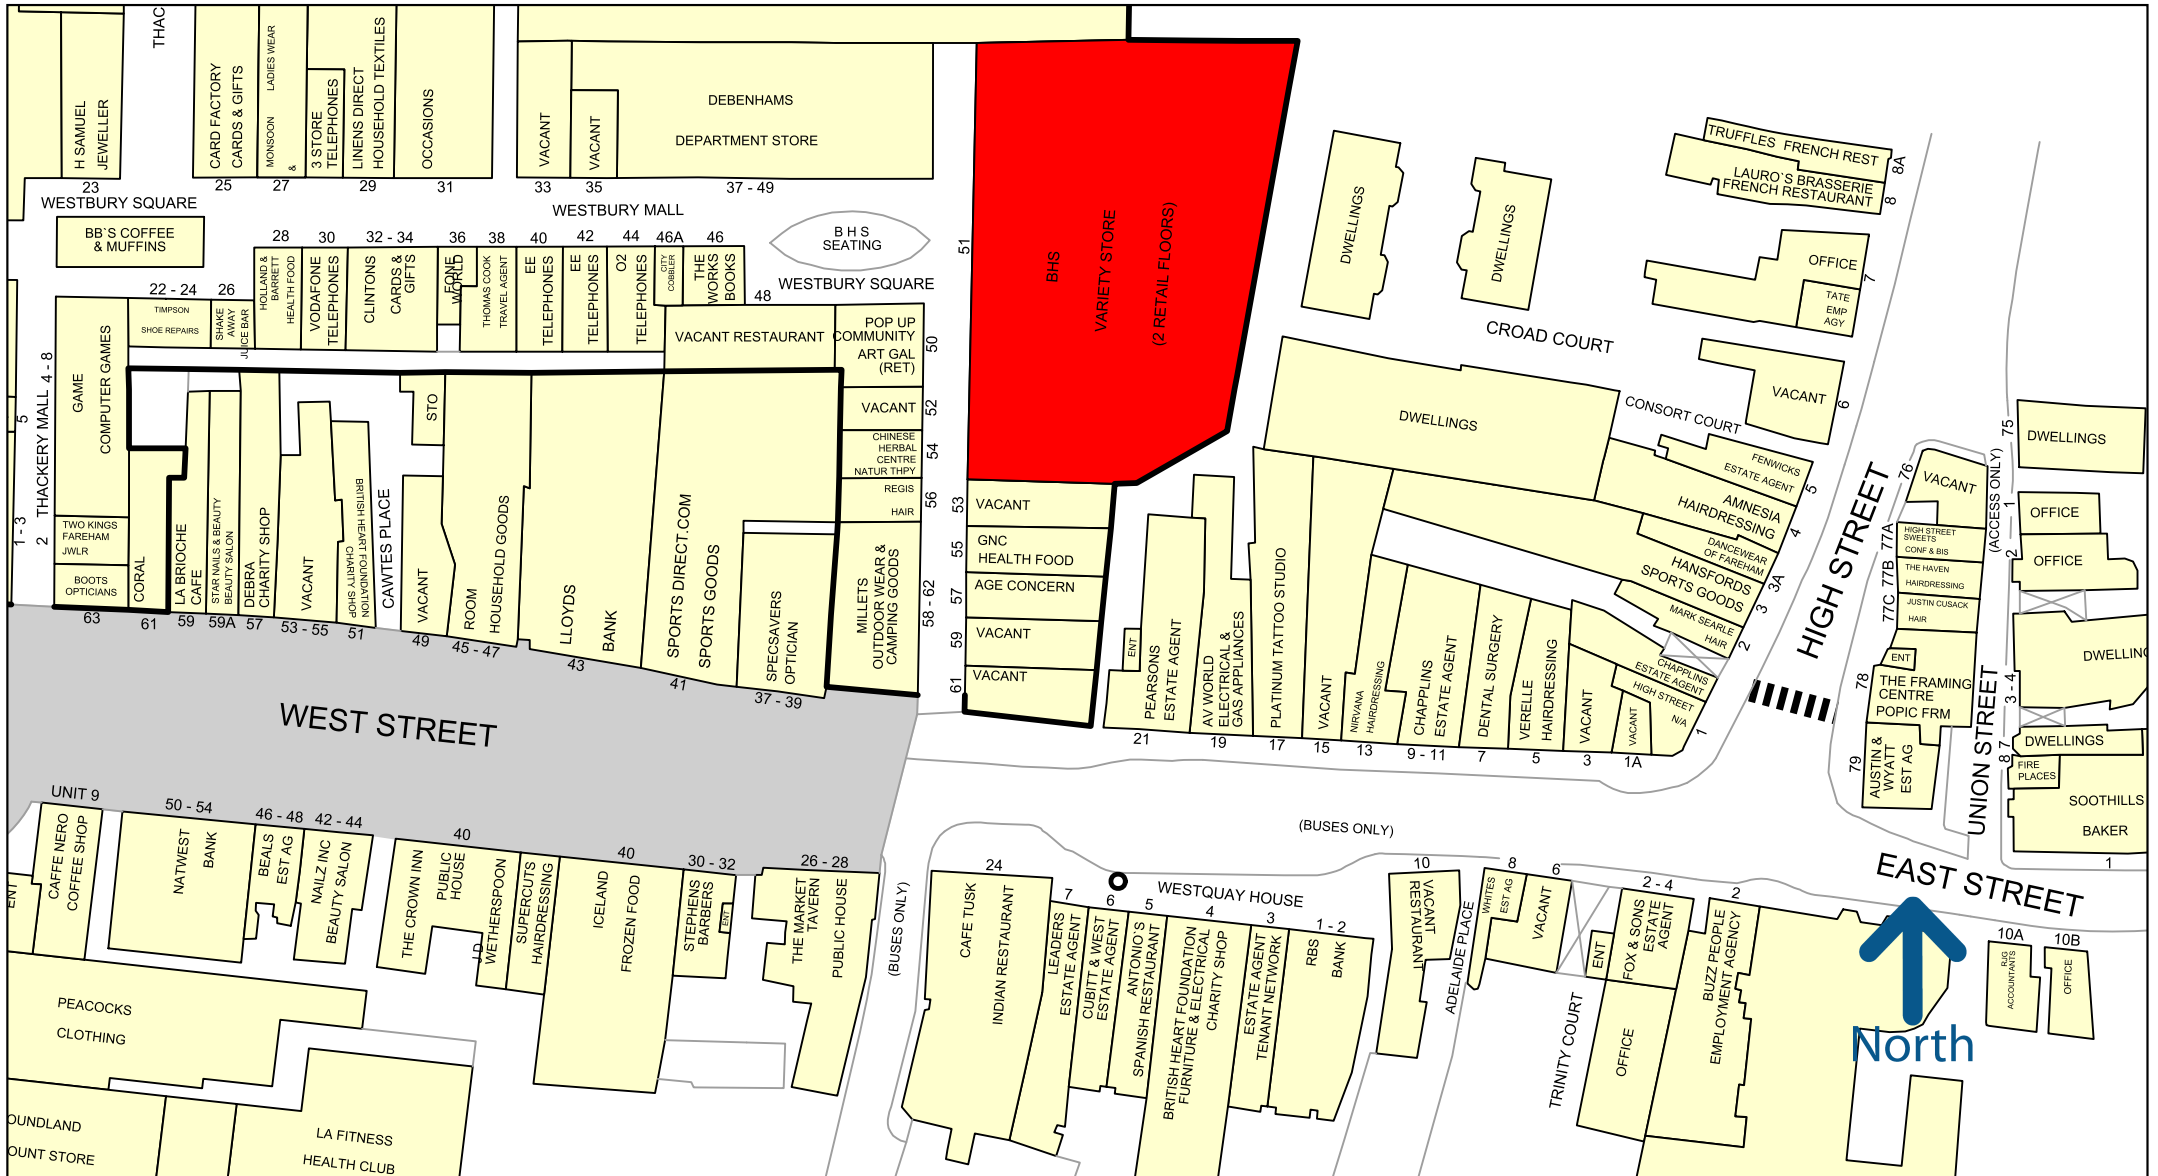 THAC
H SAMUEL
JEWELLER
23
CARD FACTORY
CARDS & GIFTS
25
MONSOON
&
LADIES WEAR
27
3 STORE
TELEPHONES
LINENS DIRECT
HOUSEHOLD TEXTILES
29
OCCASIONS
31
VACANT
33
VACANT
35
DEBENHAMS
DEPARTMENT STORE
37 - 49
WESTBURY SQUARE
WESTBURY MALL
BB`S COFFEE
& MUFFINS
B H S
SEATING
WESTBURY SQUARE
51
BHS
VARIETY STORE
(2 RETAIL FLOORS)
22 - 24
TIMPSON
SHOE REPAIRS
26
SHAKE
AWAY
JUICE BAR
28
HOLLAND &
BARRETT
HEALTH FOOD
30
VODAFONE
TELEPHONES
32 - 34
CLINTONS
CARDS &
GIFTS
36
FONE
WORLD
38
THOMAS COOK
TRAVEL AGENT
40
EE
TELEPHONES
42
EE
TELEPHONES
44
O2
TELEPHONES
46A
CITY
COBBLER
46
THE
WORKS
BOOKS
48
VACANT RESTAURANT
POP UP
COMMUNITY
ART GAL
(RET)
50
VACANT
52
CHINESE
HERBAL
CENTRE
NATUR THPY
54
REGIS
HAIR
56
MILLETS
OUTDOOR WEAR &
CAMPING GOODS
58 - 62
5
1 - 3
2
THACKERY MALL
4 - 8
GAME
COMPUTER GAMES
TWO KINGS
FAREHAM
JWLR
BOOTS
OPTICIANS
63
CORAL
61
LA BRIOCHE
CAFE
59
STAR NAILS & BEAUTY
BEAUTY SALON
59A
DEBRA
CHARITY SHOP
57
VACANT
53 - 55
BRITISH HEART FOUNDATION
CHARITY SHOP
51
CAWTES PLACE
STO
VACANT
49
ROOM
HOUSEHOLD GOODS
45 - 47
LLOYDS
BANK
43
SPORTS DIRECT.COM
SPORTS GOODS
41
SPECSAVERS
OPTICIAN
37 - 39
VACANT
53
GNC
HEALTH FOOD
55
AGE CONCERN
57
VACANT
59
VACANT
61
ENT
PEARSONS
ESTATE AGENT
21
AV WORLD
ELECTRICAL &
GAS APPLIANCES
19
PLATINUM TATTOO STUDIO
17
VACANT
15
NIRVANA
HAIRDRESSING
13
CHAPPLINS
ESTATE AGENT
9 - 11
DENTAL SURGERY
7
VERELLE
HAIRDRESSING
5
VACANT
3
VACANT
1A
HIGH STREET
N/A
1
CHAPPLINS
ESTATE AGENT
MARK SEARLE
HAIR
2
HANSFORDS
SPORTS GOODS
3
DANCEWEAR
OF FAREHAM
3A
AMNESIA
HAIRDRESSING
4
FENWICKS
ESTATE AGENT
5
DWELLINGS
DWELLINGS
DWELLINGS
CROAD COURT
CONSORT COURT
TRUFFLES FRENCH REST
8A
LAURO`S BRASSERIE
FRENCH RESTAURANT
8
OFFICE
7
TATE
EMP
AGY
VACANT
6
HIGH STREET
76
VACANT
77A
HIGH STREET
SWEETS
CONF & BIS
77B
THE HAVEN
HAIRDRESSING
77C
JUSTIN CUSACK
HAIR
ENT
78
THE FRAMING
CENTRE
POPIC FRM
79
AUSTIN &
WYATT
EST AG
(ACCESS ONLY)
UNION STREET
75
DWELLINGS
1
OFFICE
2
OFFICE
DWELLING
3 - 4
DWELLINGS
7
8
FIRE
PLACES
SOOTHILLS
BAKER
1
WEST STREET
(BUSES ONLY)
EAST STREET
UNIT 9
CAFFE NERO
COFFEE SHOP
ENT
50 - 54
NATWEST
BANK
46 - 48
BEALS
EST AG
42 - 44
NAILZ INC
BEAUTY SALON
40
THE CROWN INN
PUBLIC
HOUSE
J D
WETHERSPOON
SUPERCUTS
HAIRDRESSING
40
ICELAND
FROZEN FOOD
30 - 32
STEPHENS
BARBERS
ENT
26 - 28
THE MARKET
TAVERN
PUBLIC HOUSE
(BUSES ONLY)
PEACOCKS
CLOTHING
OUNDLAND
OUNT STORE
LA FITNESS
HEALTH CLUB
24
CAFE TUSK
INDIAN RESTAURANT
WESTQUAY HOUSE
7
LEADERS
ESTATE AGENT
6
CUBITT & WEST
ESTATE AGENT
5
ANTONIO'S
SPANISH RESTAURANT
4
BRITISH HEART FOUNDATION
FURNITURE & ELECTRICAL
CHARITY SHOP
3
ESTATE AGENT
TENANT NETWORK
1 - 2
RBS
BANK
10
VACANT
RESTAURANT
ADELAIDE PLACE
8
WHITES
EST AG
6
VACANT
ENT
2 - 4
FOX & SONS
ESTATE
AGENT
OFFICE
TRINITY COURT
2
BUZZ PEOPLE
EMPLOYMENT AGENCY
North
10A
RJG
ACCOUNTANTS
10B
OFFICE